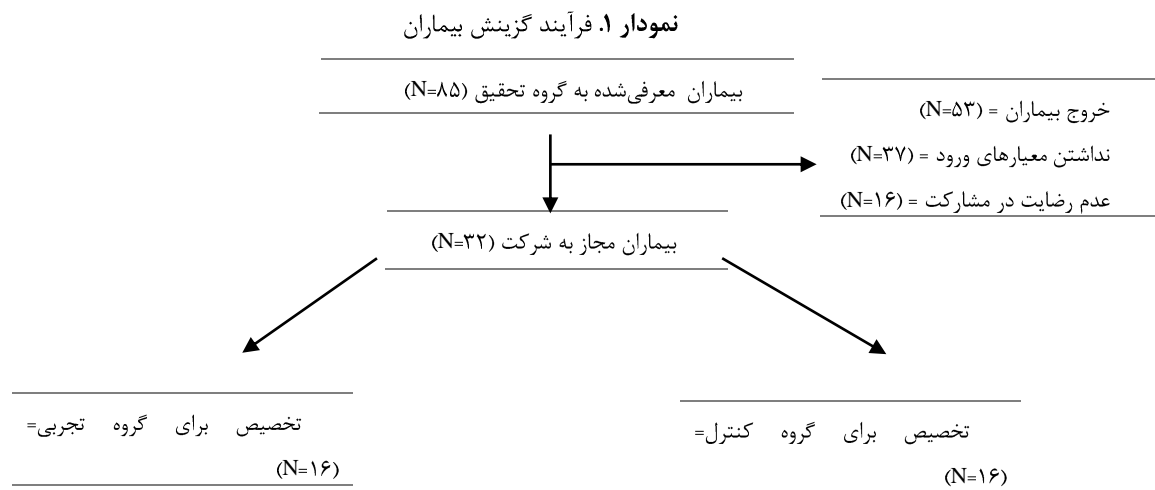 نمودار ۱. فرآیند گزینش بیماران
بیماران معرفی‌شده به گروه تحقیق (N=۸۵)
خروج بیماران = (N=۵۳)
نداشتن معیارهای ورود = (N=۳۷)
عدم رضایت در مشارکت = (N=۱۶)
بیماران مجاز به شرکت (N=۳۲)
تخصیص برای گروه کنترل=
(N=۱۶)
تخصیص برای گروه تجربی=
(N=۱۶)